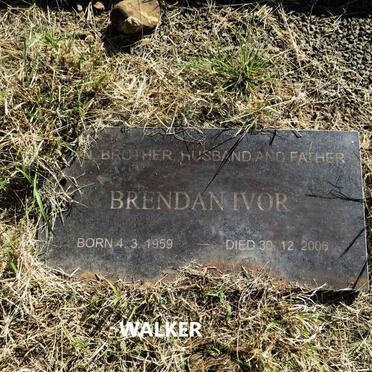 BROTHER, HUSBAND AND FATHER
BRENDAN IVOR
BORN 4. 3. 1959 — DIED 30. 12. 2006
WALKER